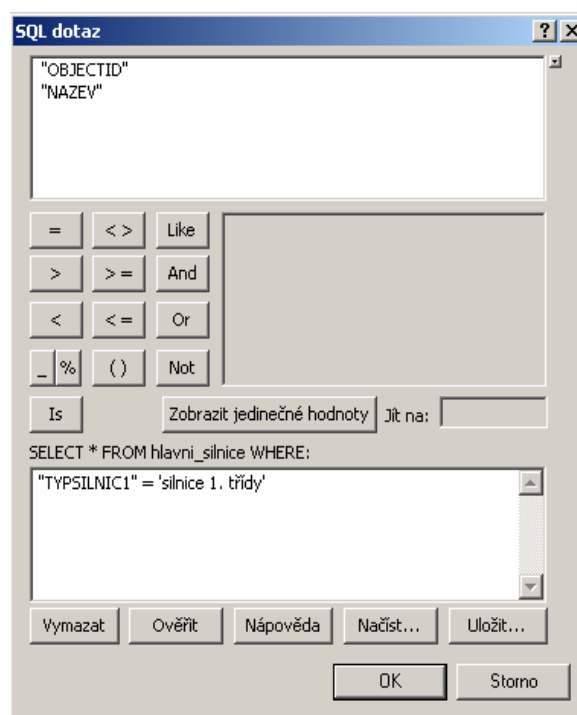 SQL dotaz
"OBJECTID"
"NAZEV"
= < > Like
> > = And
< < = Or
_ % ( ) Not
Is Zobrazit jedinečné hodnoty Jít na:
SELECT * FROM hlavni_silnice WHERE:
"TYPSILNIC1" = 'silnice 1. třídy'
Vymazat Ověřit Nápověda Načíst... Uložit...
OK Storno